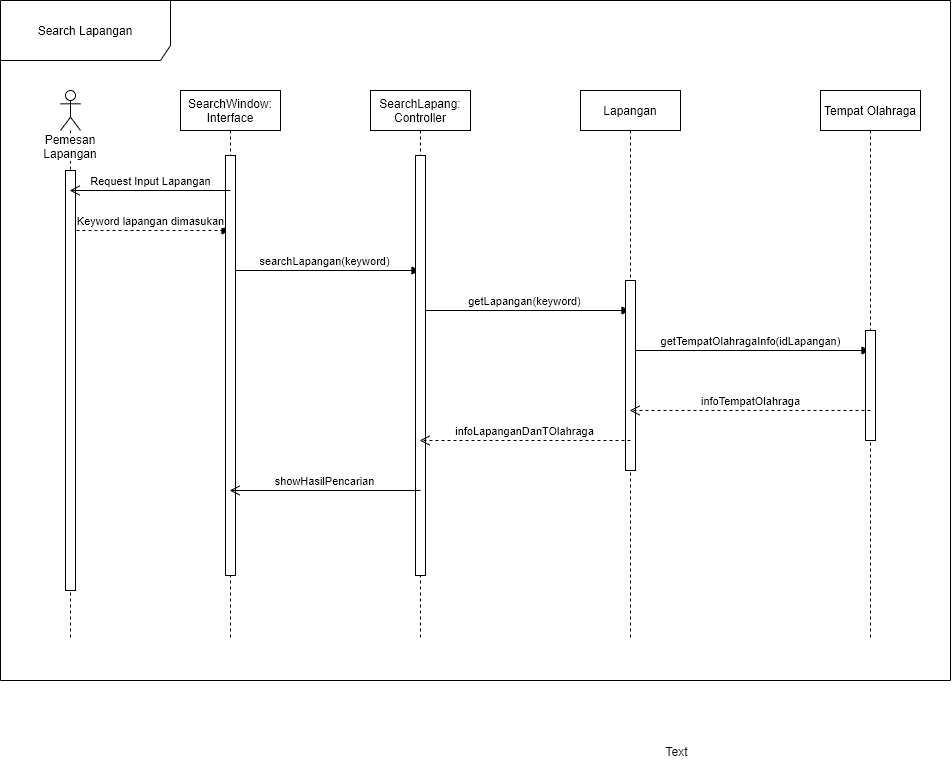 Search Lapangan
Pemesan
Lapangan
SearchWindow:
Interface
SearchLapang:
Controller
Lapangan
Tempat Olahraga
Request Input Lapangan
Keyword lapangan dimasukan
searchLapangan(keyword)
getLapangan(keyword)
getTempatOlahragaInfo(idLapangan)
infoTempatOlahraga
infoLapanganDanTOlahraga
showHasilPencarian
Text